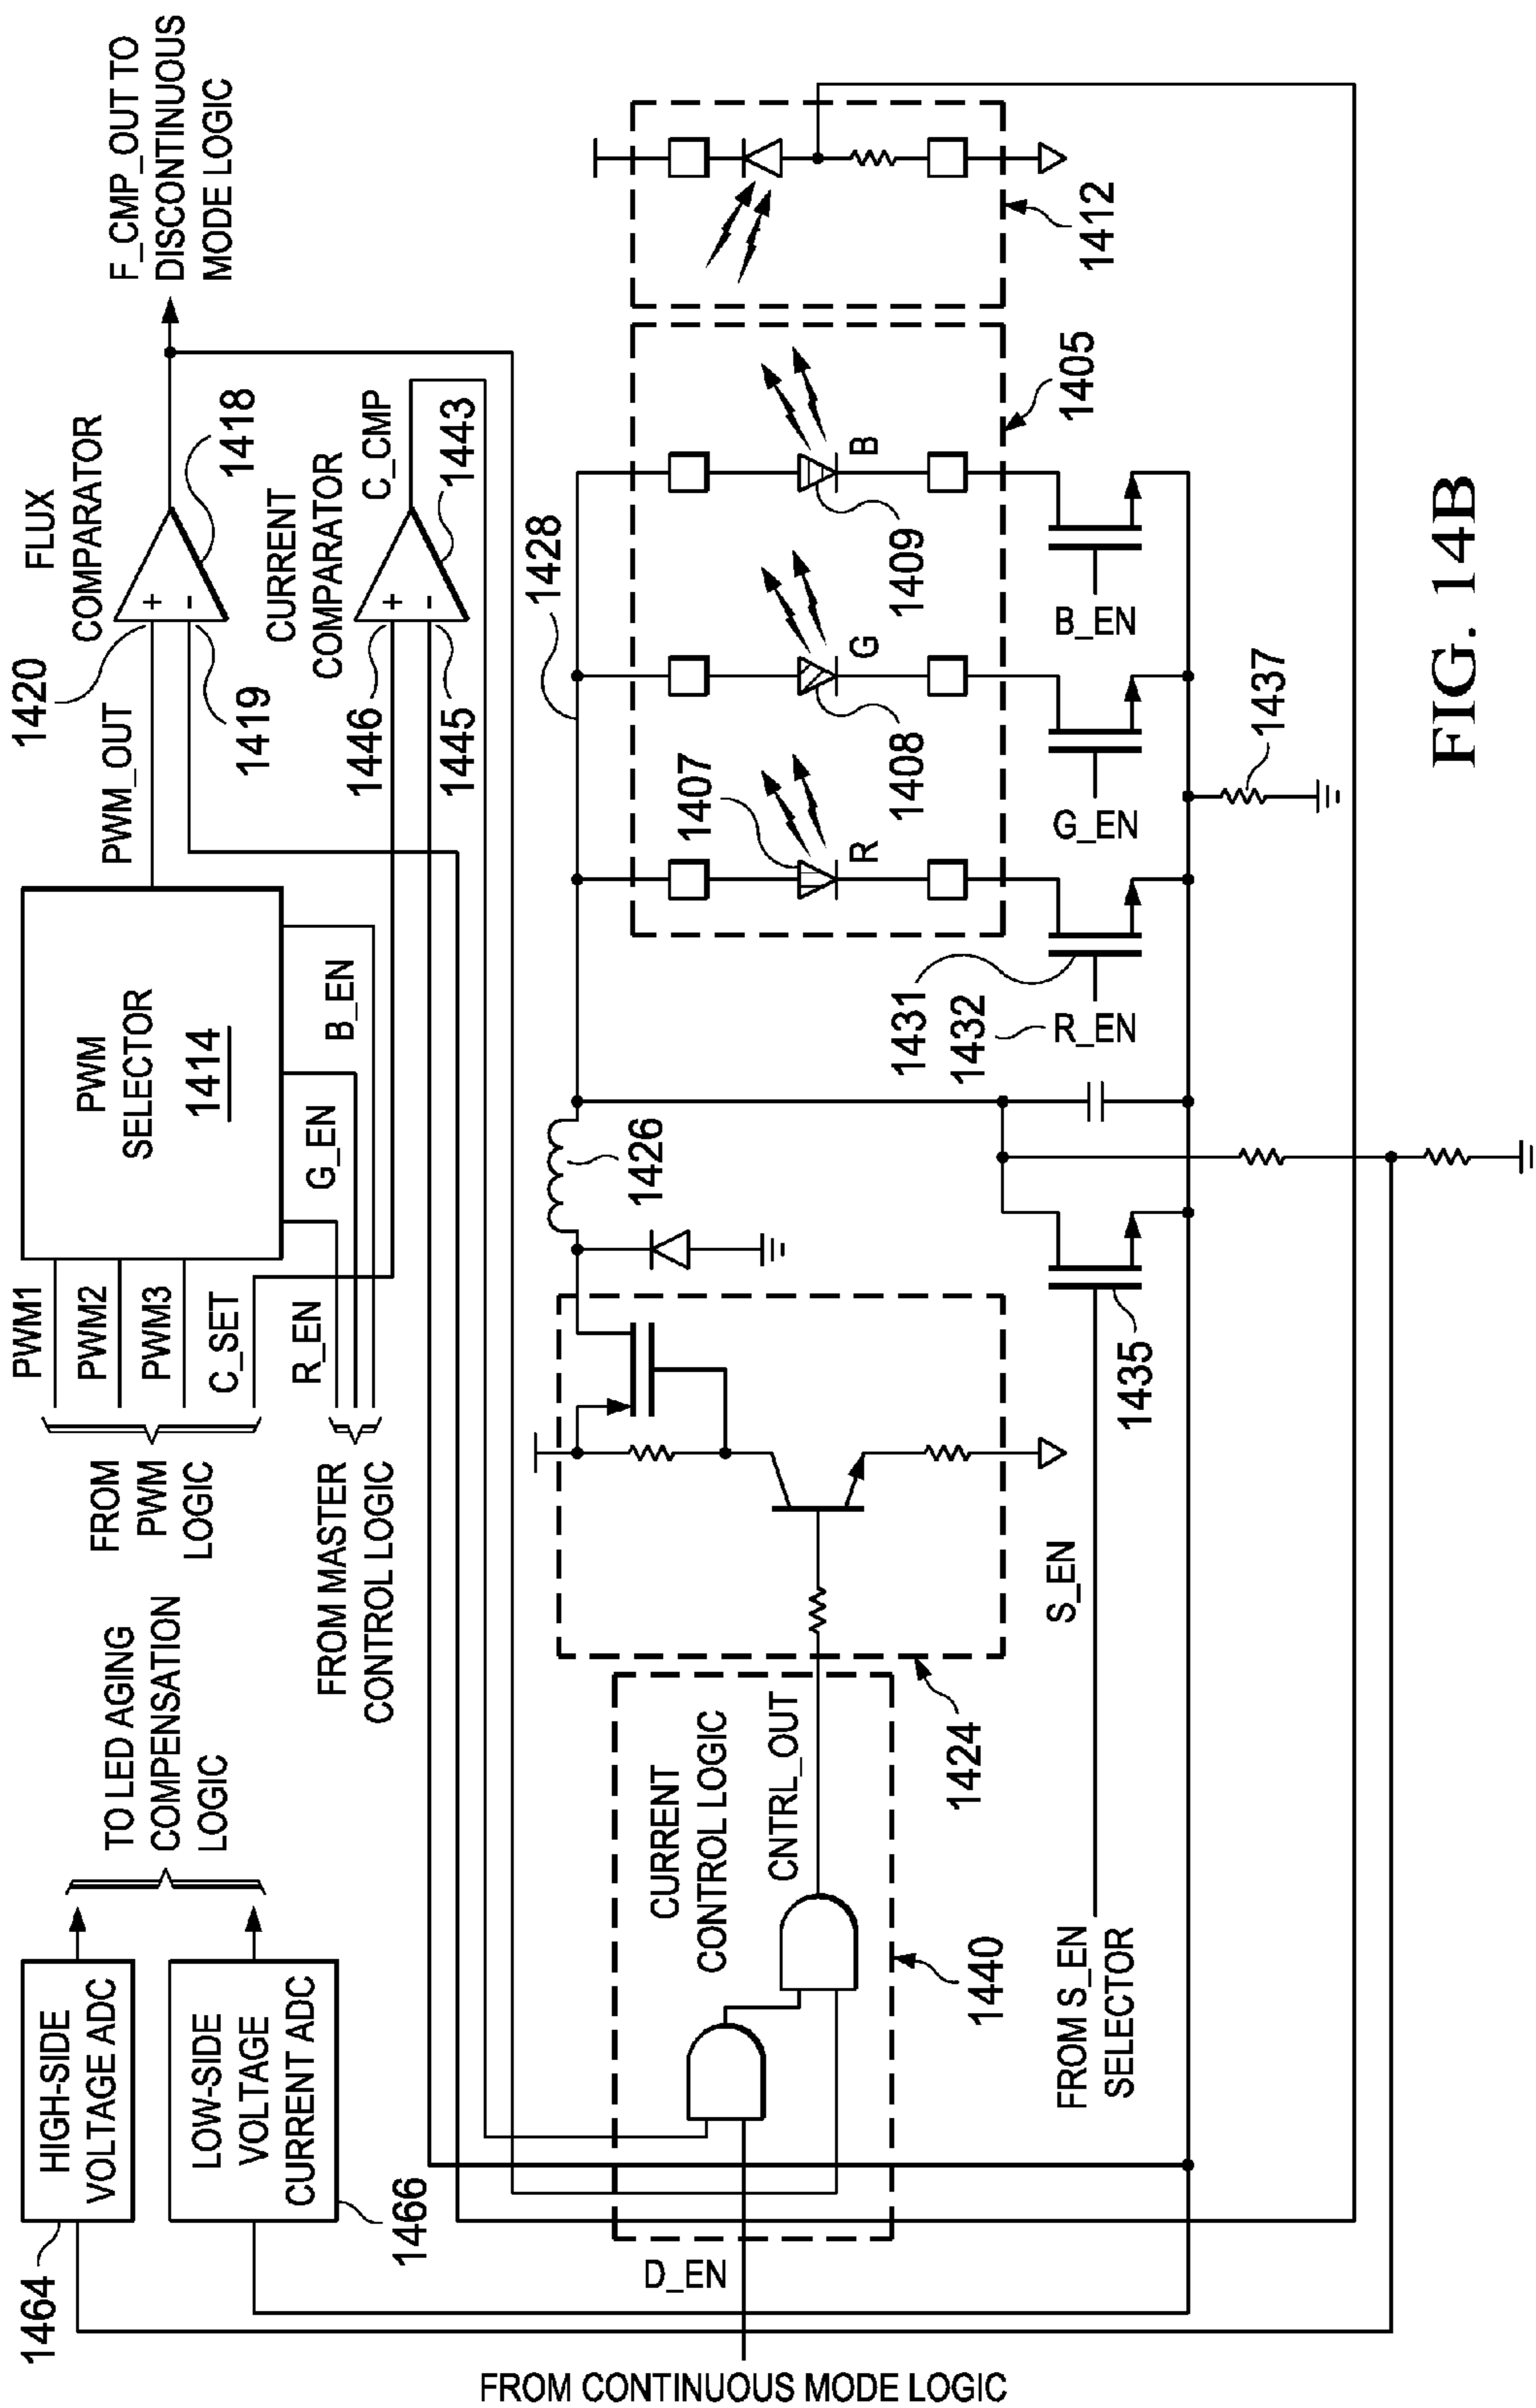 1464
HIGH-SIDE
VOLTAGE ADC
LOW-SIDE
VOLTAGE
CURRENT ADC
1466
TO LED AGING
COMPENSATION
LOGIC
FROM
PWM
LOGIC
PWM1
PWM2
PWM3
C_SET
FROM MASTER
CONTROL LOGIC
R_EN
G_EN
B_EN
PWM
SELECTOR
1414
PWM_OUT
1420
1419
FLUX
COMPARATOR
+
-
1418
F_CMP_OUT TO
DISCONTINUOUS
MODE LOGIC
1446
1445
CURRENT
COMPARATOR
+
-
C_CMP
1443
D_EN
FROM CONTINUOUS MODE LOGIC
CURRENT
CONTROL LOGIC
CNTRL_OUT
1440
1424
1426
1428
1407
R
1408
G
1409
B
1405
1412
FROM S_EN
SELECTOR
S_EN
1435
1431
1432
R_EN
G_EN
B_EN
1437
FIG. 14B